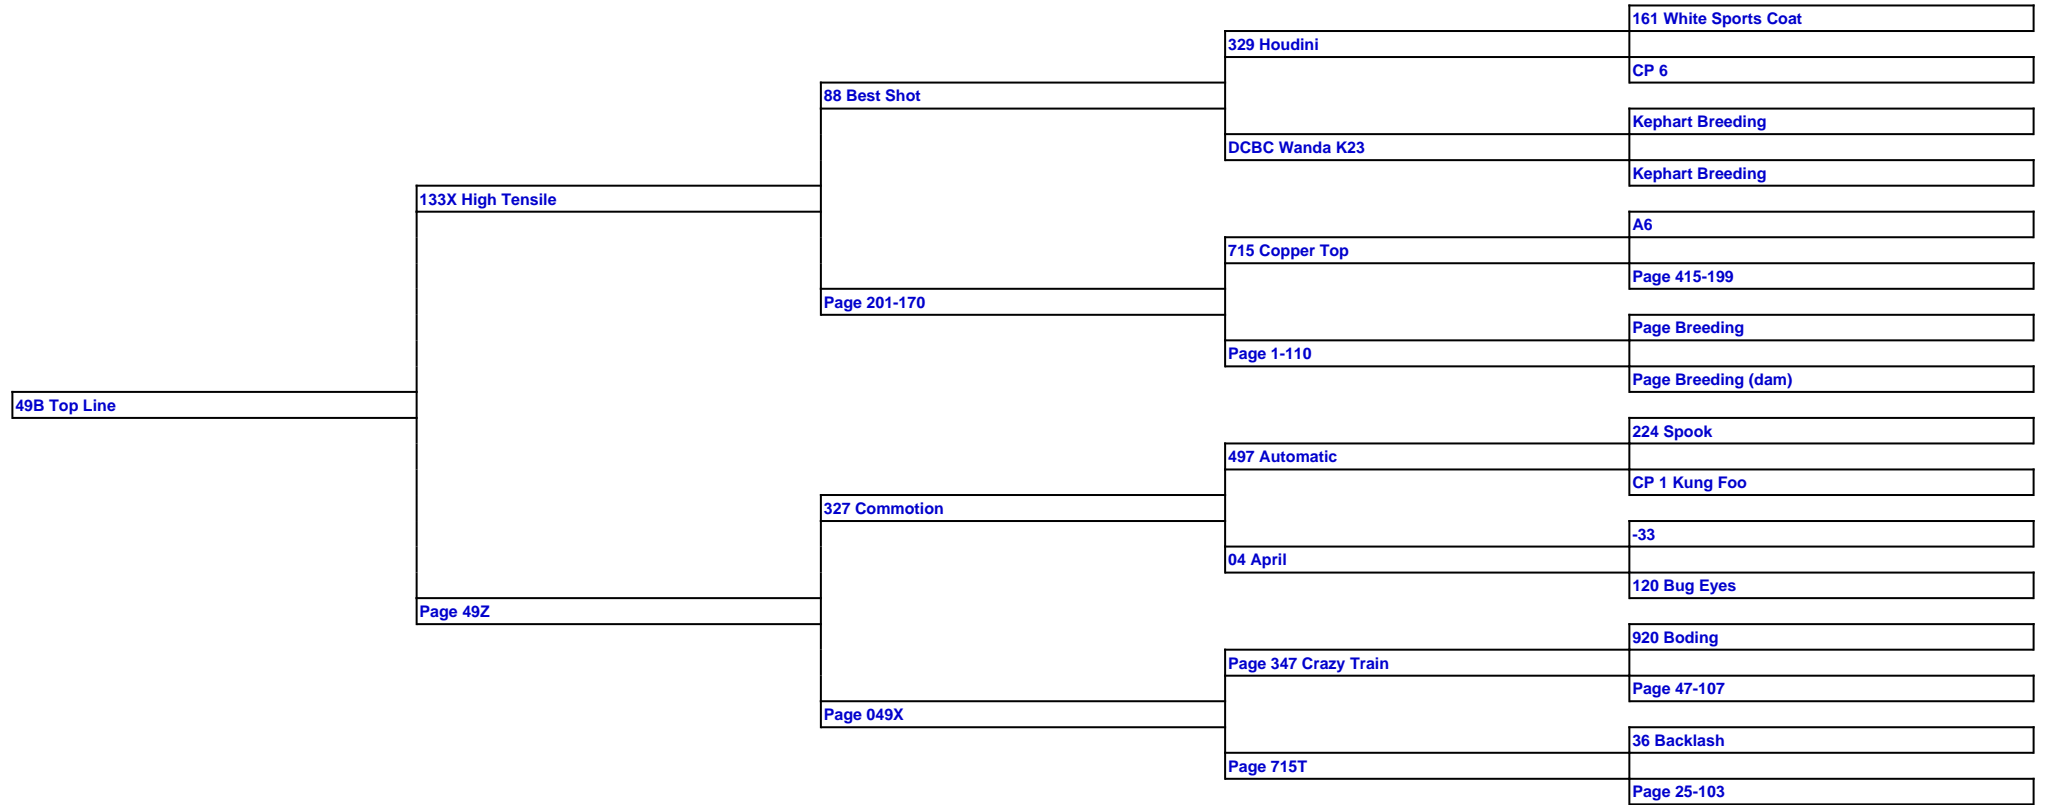 161 White Sports Coat
329 Houdini
CP 6
88 Best Shot
Kephart Breeding
DCBC Wanda K23
Kephart Breeding
133X High Tensile
A6
715 Copper Top
Page 415-199
Page 201-170
Page Breeding
Page 1-110
Page Breeding (dam)
49B Top Line
224 Spook
497 Automatic
CP 1 Kung Foo
327 Commotion
-33
04 April
120 Bug Eyes
Page 49Z
920 Boding
Page 347 Crazy Train
Page 47-107
Page 049X
36 Backlash
Page 715T
Page 25-103